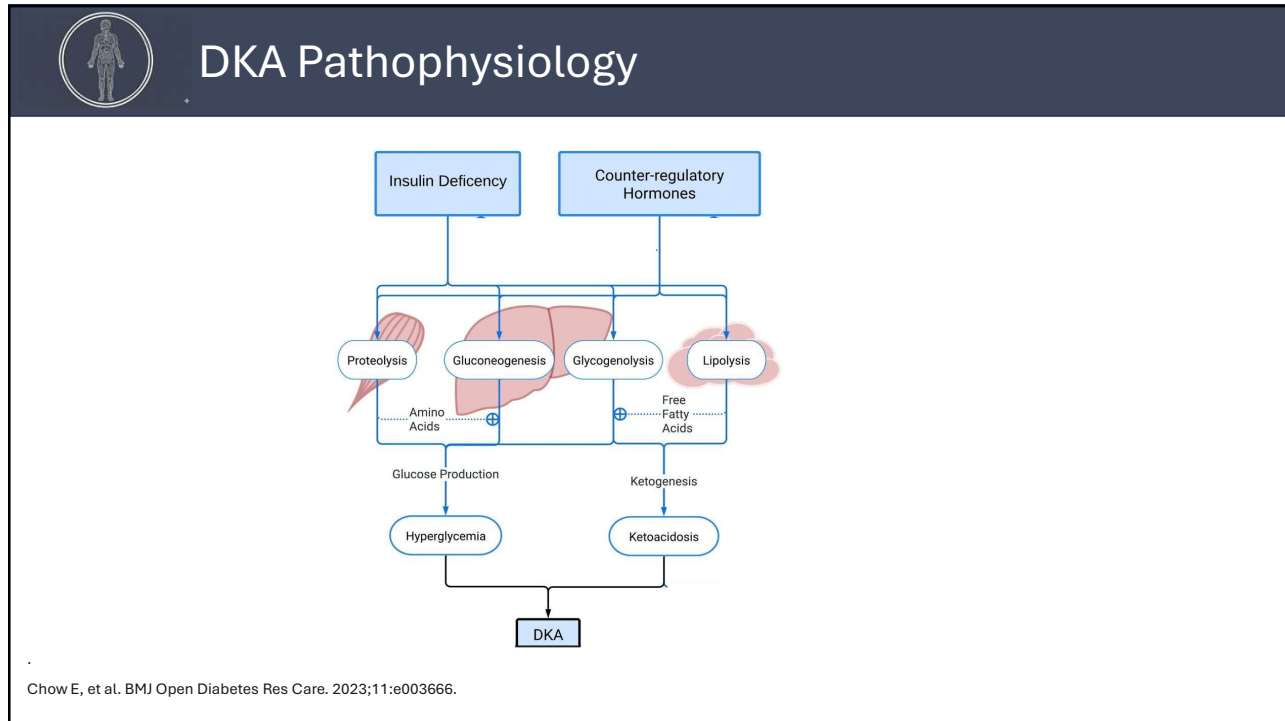 DKA Pathophysiology
Insulin Deficency
Counter-regulatory
Hormones
Proteolysis
Gluconeogenesis
Glycogenolysis
Lipolysis
Amino
Acids
Free
Fatty
Acids
Glucose Production
Ketogenesis
Hyperglycemia
Ketoacidosis
DKA
.
Chow E, et al. BMJ Open Diabetes Res Care. 2023;11:e003666.